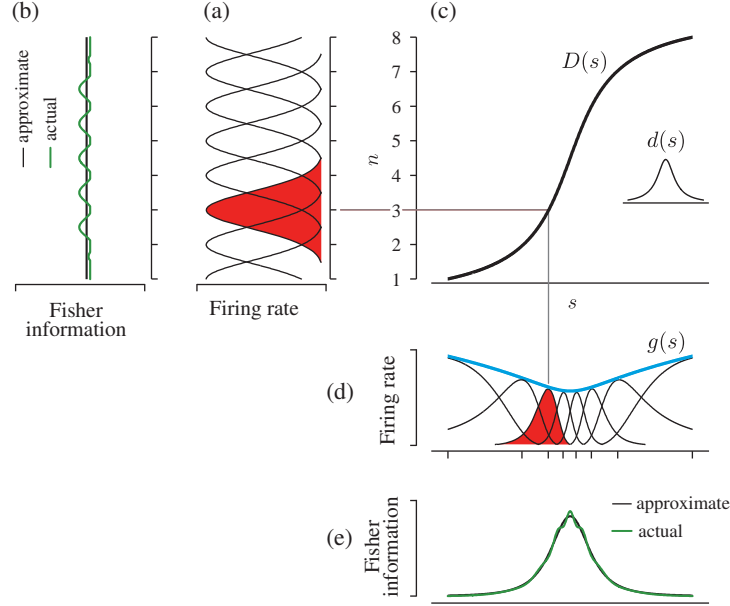 (b)
approximate
actual
Fisher
information
(a)
Firing rate
n
8
7
6
5
4
3
2
1
(c)
D(s)
d(s)
s
(d)
Firing rate
g(s)
(e)
Fisher
information
approximate
actual